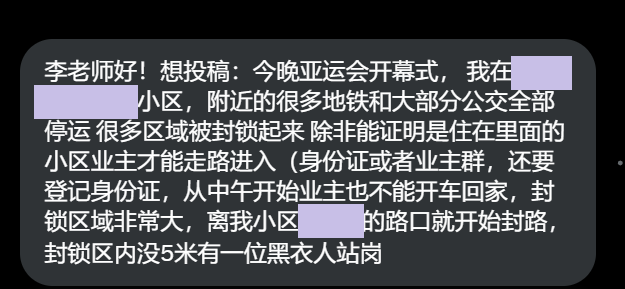 李老师好！想投稿：今晚亚运会开幕式， 我在
小区，附近的很多地铁和大部分公交全部
停运 很多区域被封锁起来 除非能证明是住在里面的
小区业主才能走路进入（身份证或者业主群，还要
登记身份证，从中午开始业主也不能开车回家，封
锁区域非常大，离我小区的路口就开始封路，
封锁区内没5米有一位黑衣人站岗